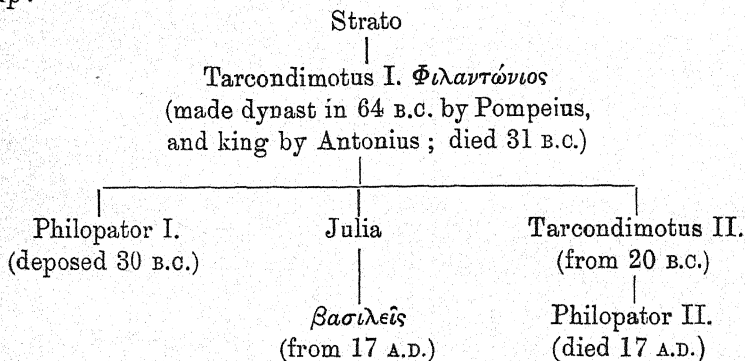 Strato
Tarcondimotus I. Φιλαντώνιος
(made dynast in 64 B.C. by Pompeius,
and king by Antonius; died 31 B.C.)
Philopator I. Julia Tarcondimotus II.
(deposed 30 B.C.) (from 20 B.C.)
βασιλεῖς Philopator II.
(from 17 A.D.) (died 17 A.D.)